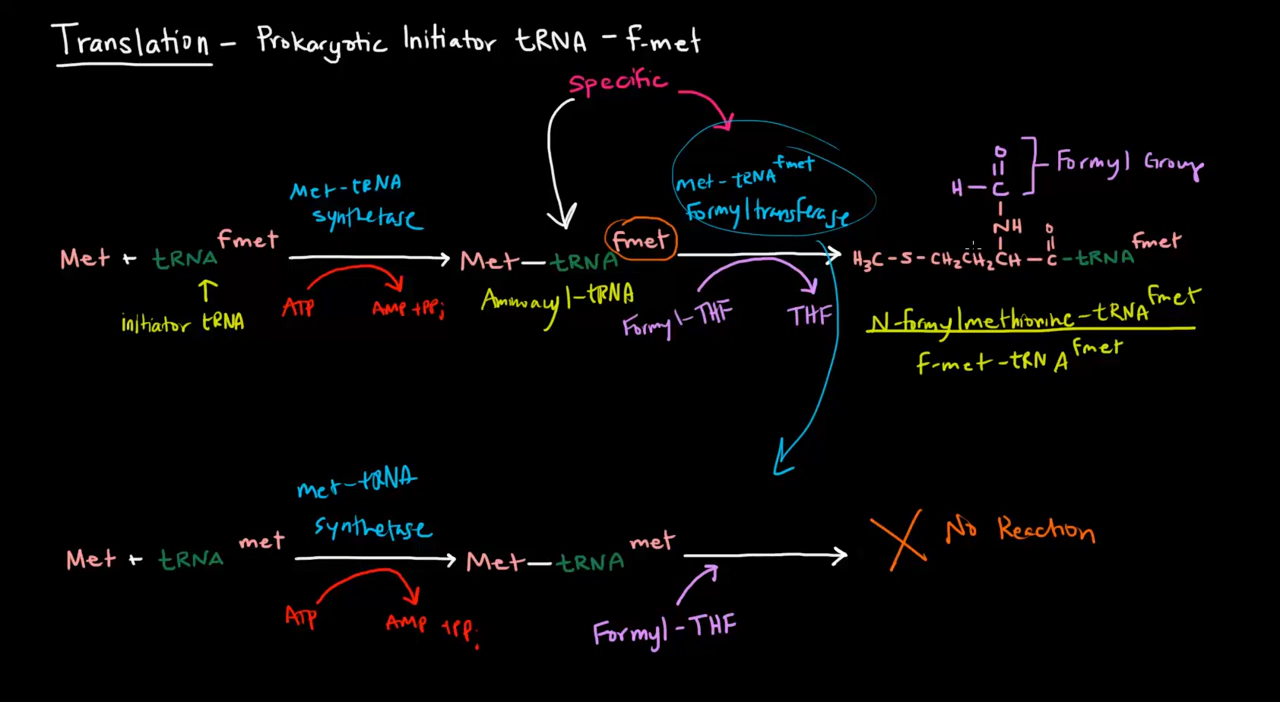 Translation - Prokaryotic Initiator tRNA - f-met
Specific
Met-tRNA
synthetase
met-tRNA^fmet
formyltransferase
O
H - C
Formyl Group
NH
O
Met + tRNA^fmet
Met-tRNA^fmet
H₃C-S-CH₂CH₂CH-C-tRNA^fmet
initiator tRNA
ATP
AMP+PPi
Aminoacyl-tRNA
Formyl-THF
THF
N-formylmethionine-tRNA^fmet
f-met-tRNA^fmet
met-tRNA
synthetase
Met + tRNA^met
Met-tRNA^met
X No Reaction
ATP
AMP +PPi
Formyl-THF